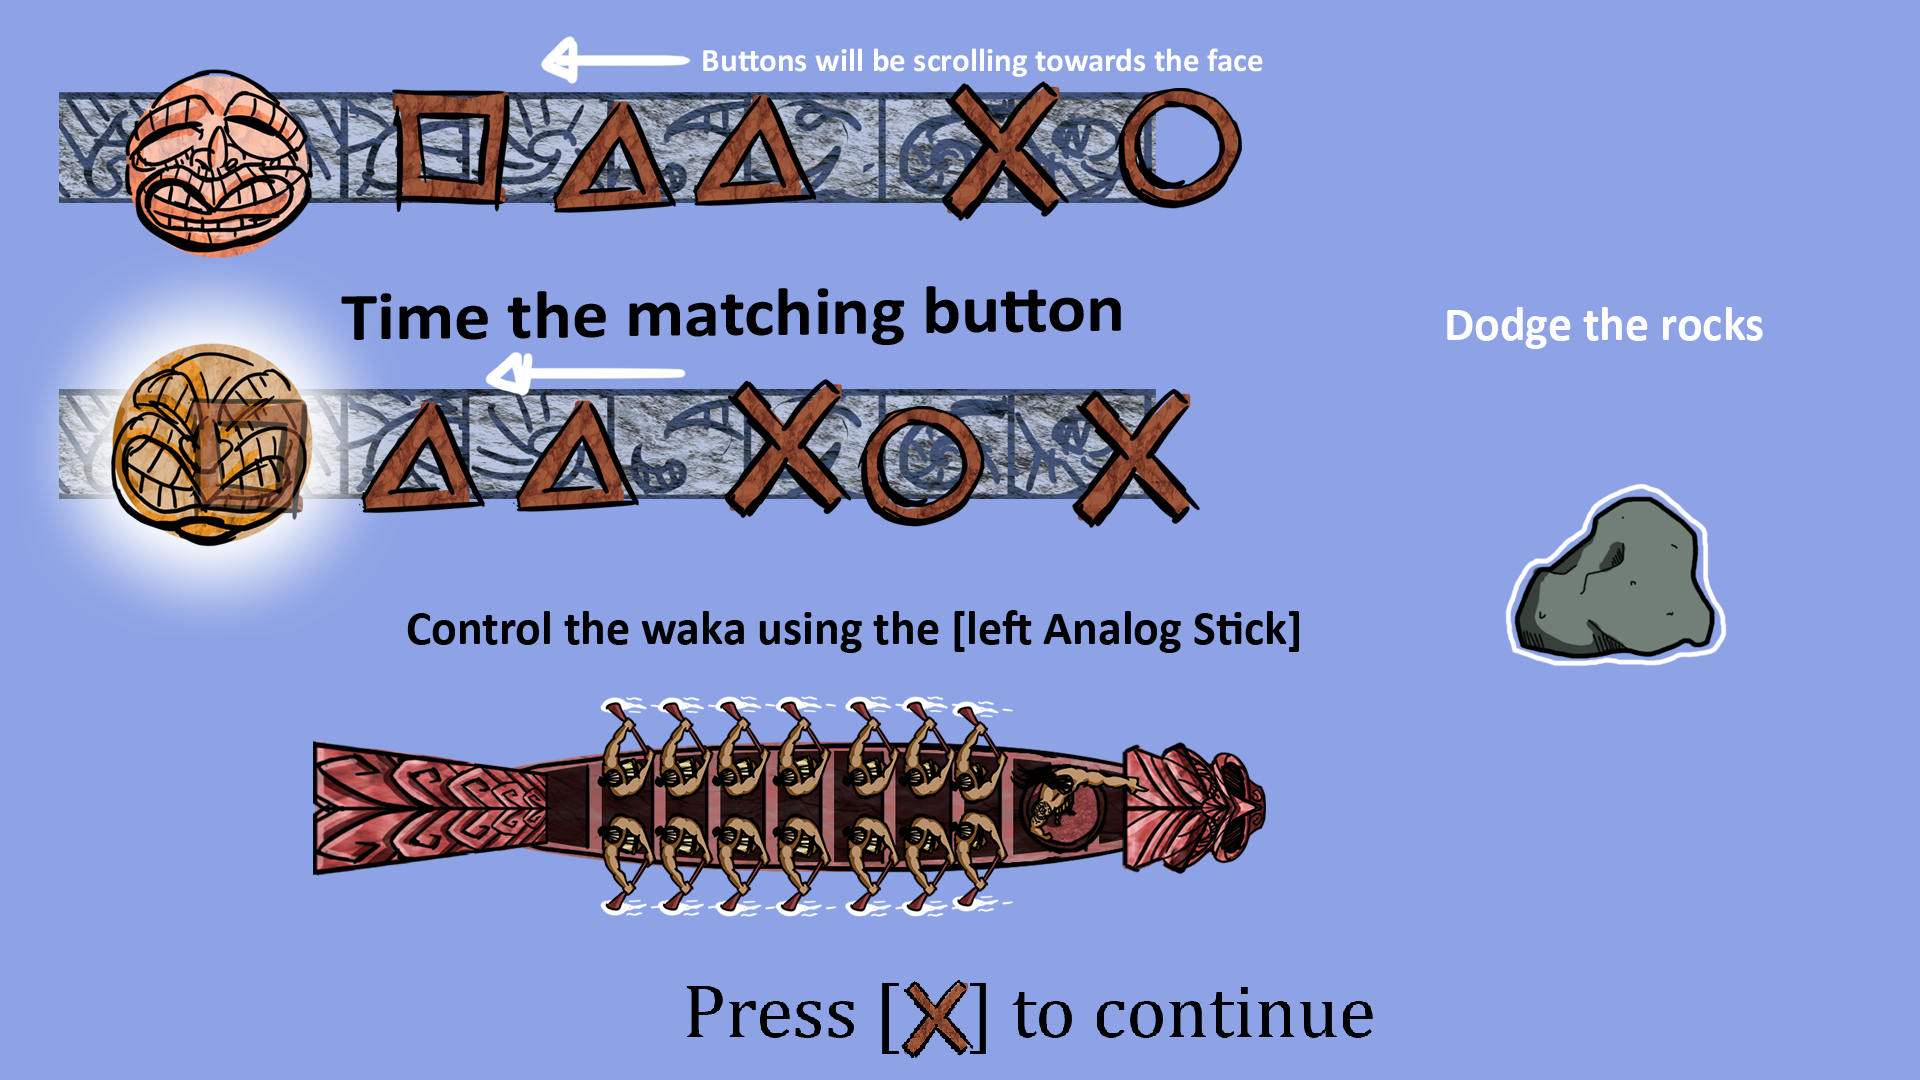 Buttons will be scrolling towards the face
Time the matching button
Dodge the rocks
Control the waka using the [left Analog Stick]
Press [X] to continue